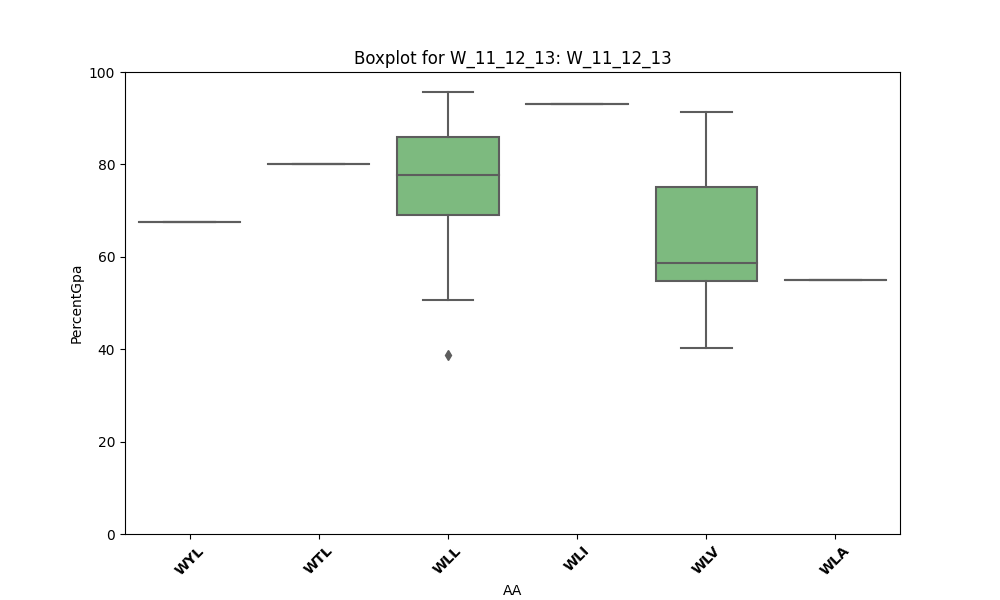 Boxplot for W_11_12_13: W_11_12_13
PercentGpa
100
80
60
40
20
0
WYL
WTL
WLL
WLI
WLV
WLA
AA